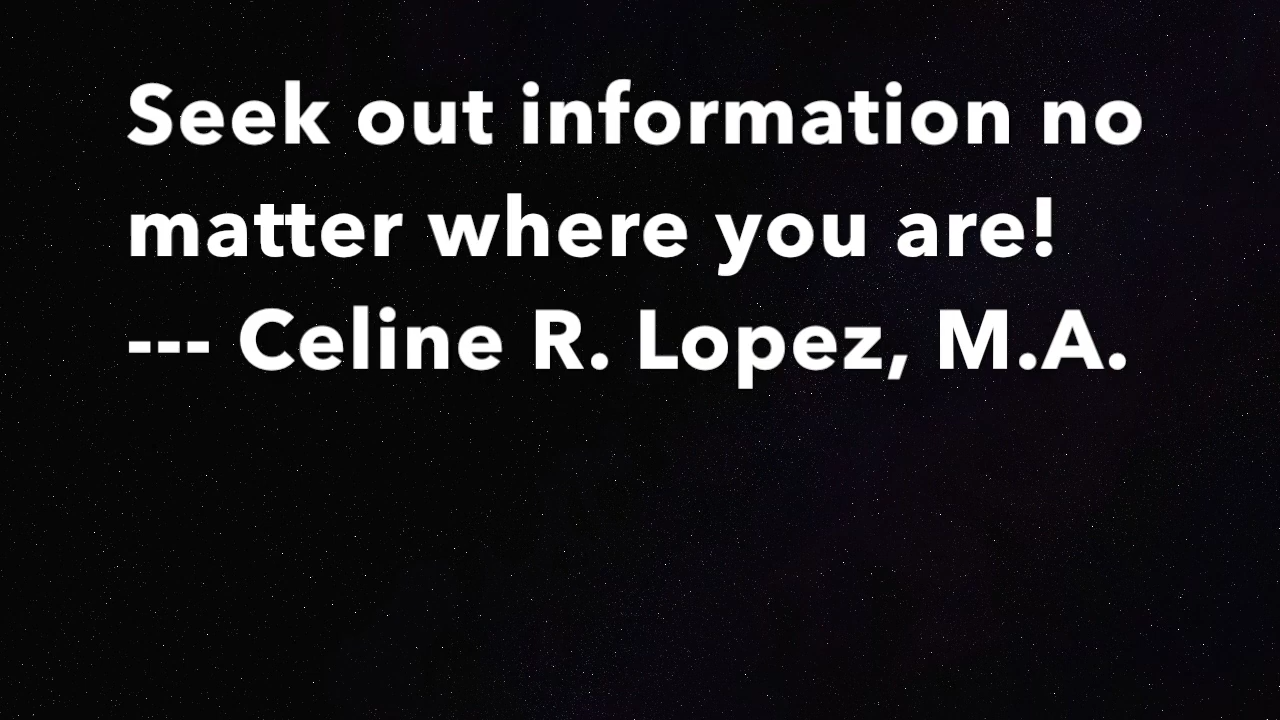 Seek out information no
matter where you are!
--- Celine R. Lopez, M.A.